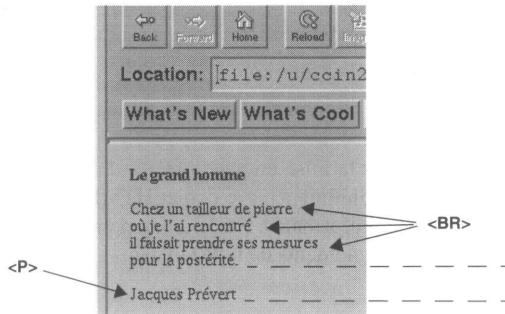 Back Forward Home Reload
Location: file:/u/ccin2
What's New What's Cool
Le grand homme
Chez un tailleur de pierre
où je l'ai rencontré
il faisait prendre ses mesures
<BR>
pour la postérité.
<P>
Jacques Prévert